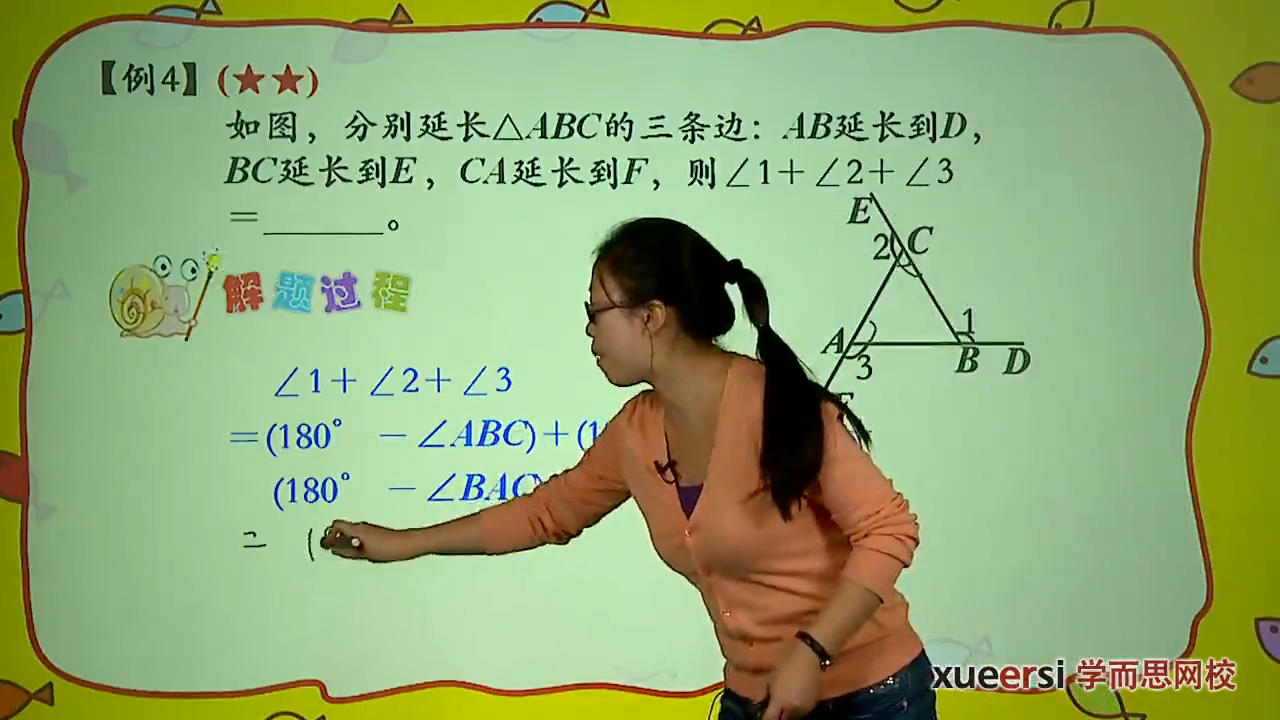 【例4】(★★)
如图，分别延长△ABC的三条边：AB延长到D，
BC延长到E，CA延长到F，则∠1+∠2+∠3
=______。
E
2
C
解题过程
1
A
3
B
D
∠1+∠2+∠3
=(180° －∠ABC)+(1
(180° －∠BAC)
=
xueersi 学而思网校